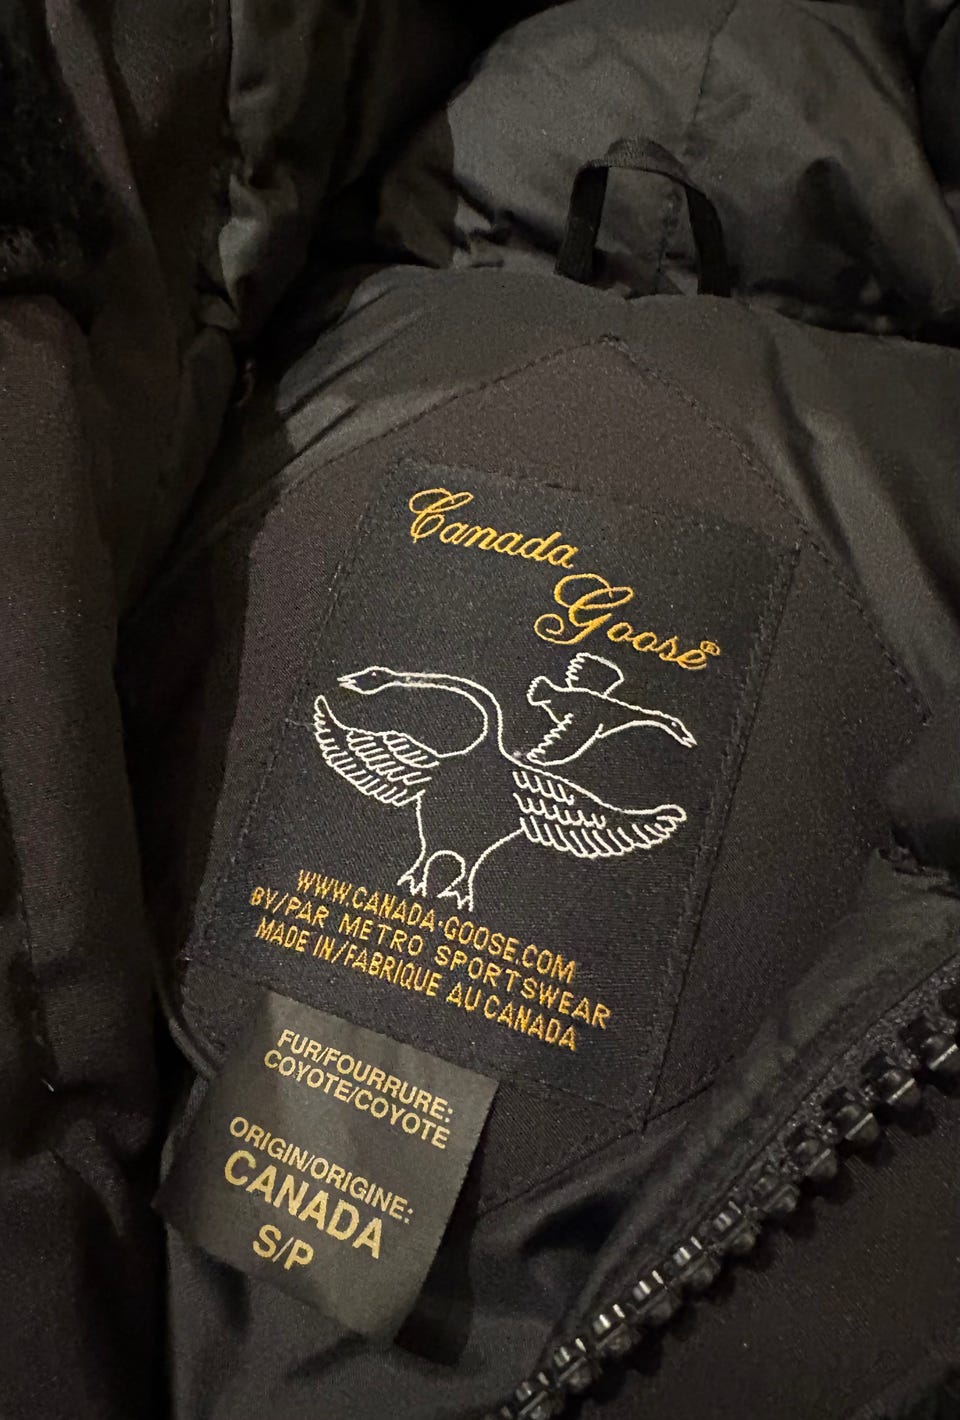 Canada
Goose®
WWW.CANADA-GOOSE.COM
BY/PAR METRO SPORTSWEAR
MADE IN/FABRIQUE AU CANADA
FUR/FOURRURE:
COYOTE/COYOTE
ORIGIN/ORIGINE:
CANADA
S/P